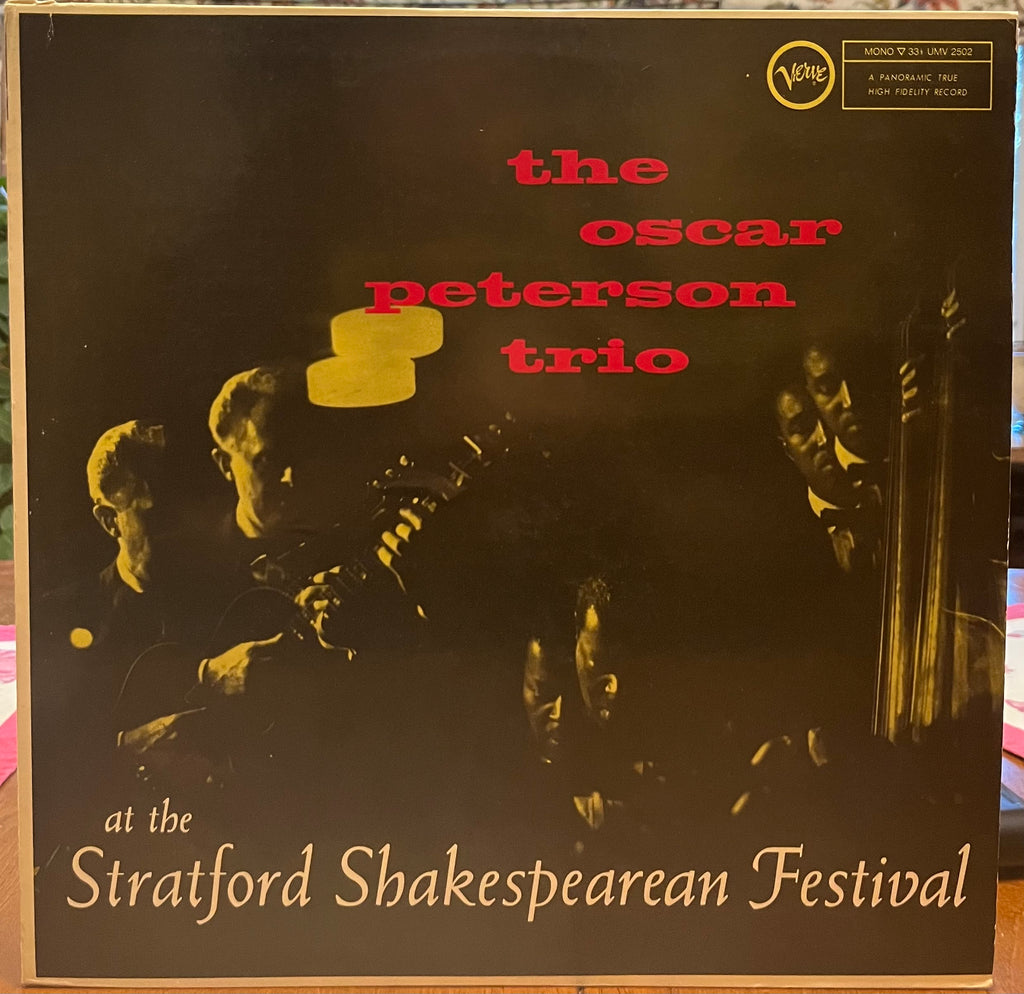 Verve
MONO ▽ 33⅓ UMV 2502
A PANORAMIC TRUE
HIGH FIDELITY RECORD
the
oscar
peterson
trio
at the
Stratford Shakespearean Festival